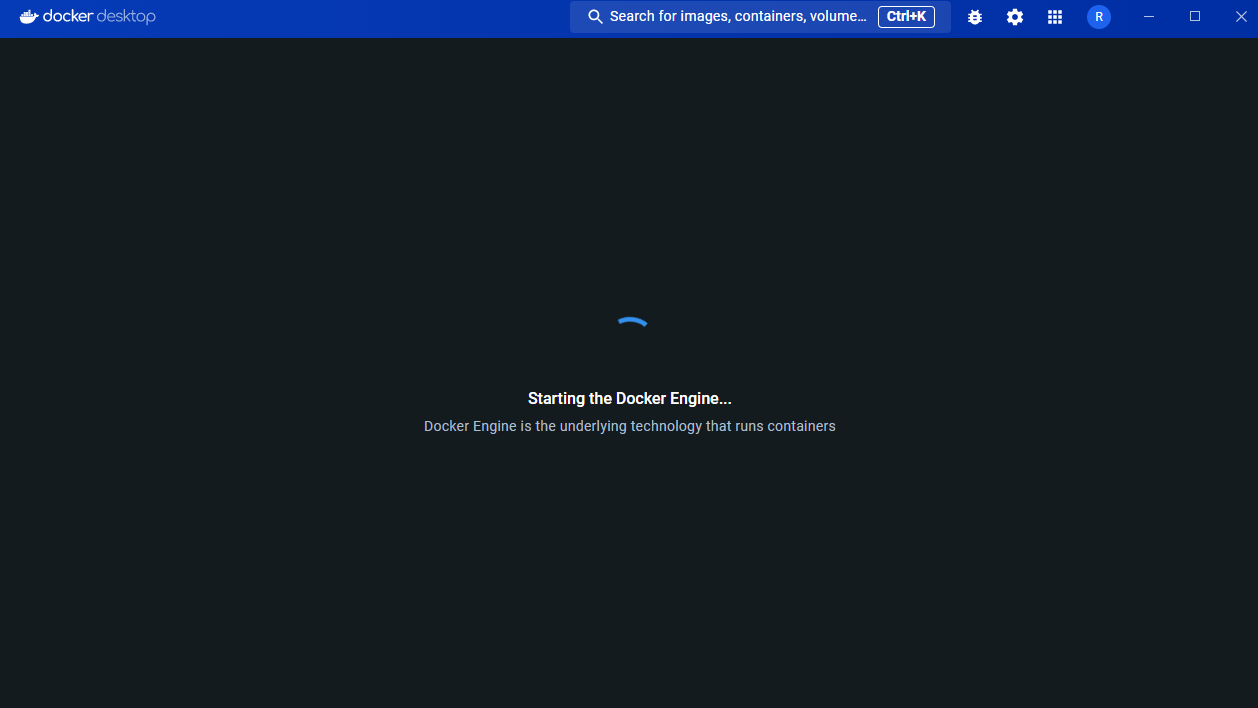 docker desktop
Search for images, containers, volume... Ctrl+K
R
Starting the Docker Engine...
Docker Engine is the underlying technology that runs containers